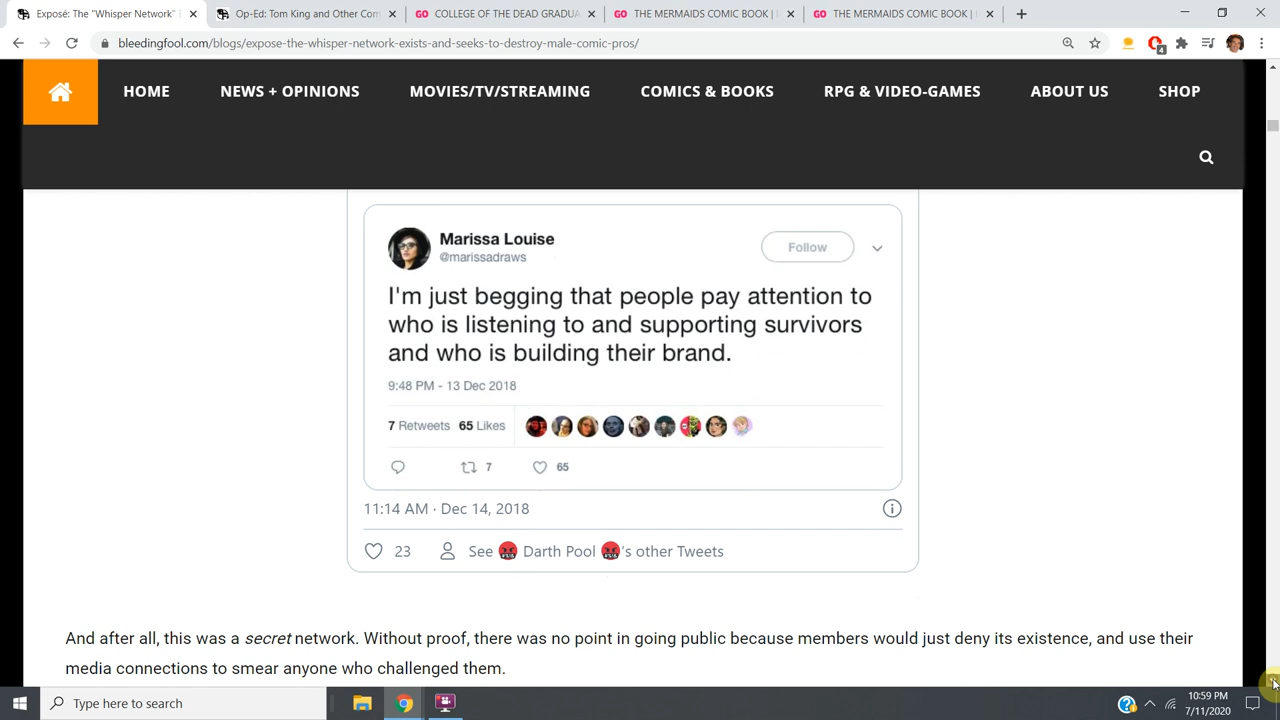 Exposé: The "Whisper Network" E
Op-Ed: Tom King and Other Com
GO COLLEGE OF THE DEAD GRADUA
GO THE MERMAIDS COMIC BOOK | I
GO THE MERMAIDS COMIC BOOK | I
bleedingfool.com/blogs/expose-the-whisper-network-exists-and-seeks-to-destroy-male-comic-pros/
4
HOME NEWS + OPINIONS MOVIES/TV/STREAMING COMICS & BOOKS RPG & VIDEO-GAMES ABOUT US SHOP
Marissa Louise
@marissadraws
Follow
I'm just begging that people pay attention to
who is listening to and supporting survivors
and who is building their brand.
9:48 PM - 13 Dec 2018
7 Retweets 65 Likes
7 65
11:14 AM · Dec 14, 2018
23 See Darth Pool 's other Tweets
And after all, this was a secret network. Without proof, there was no point in going public because members would just deny its existence, and use their
media connections to smear anyone who challenged them.
Type here to search
10:59 PM
7/11/2020